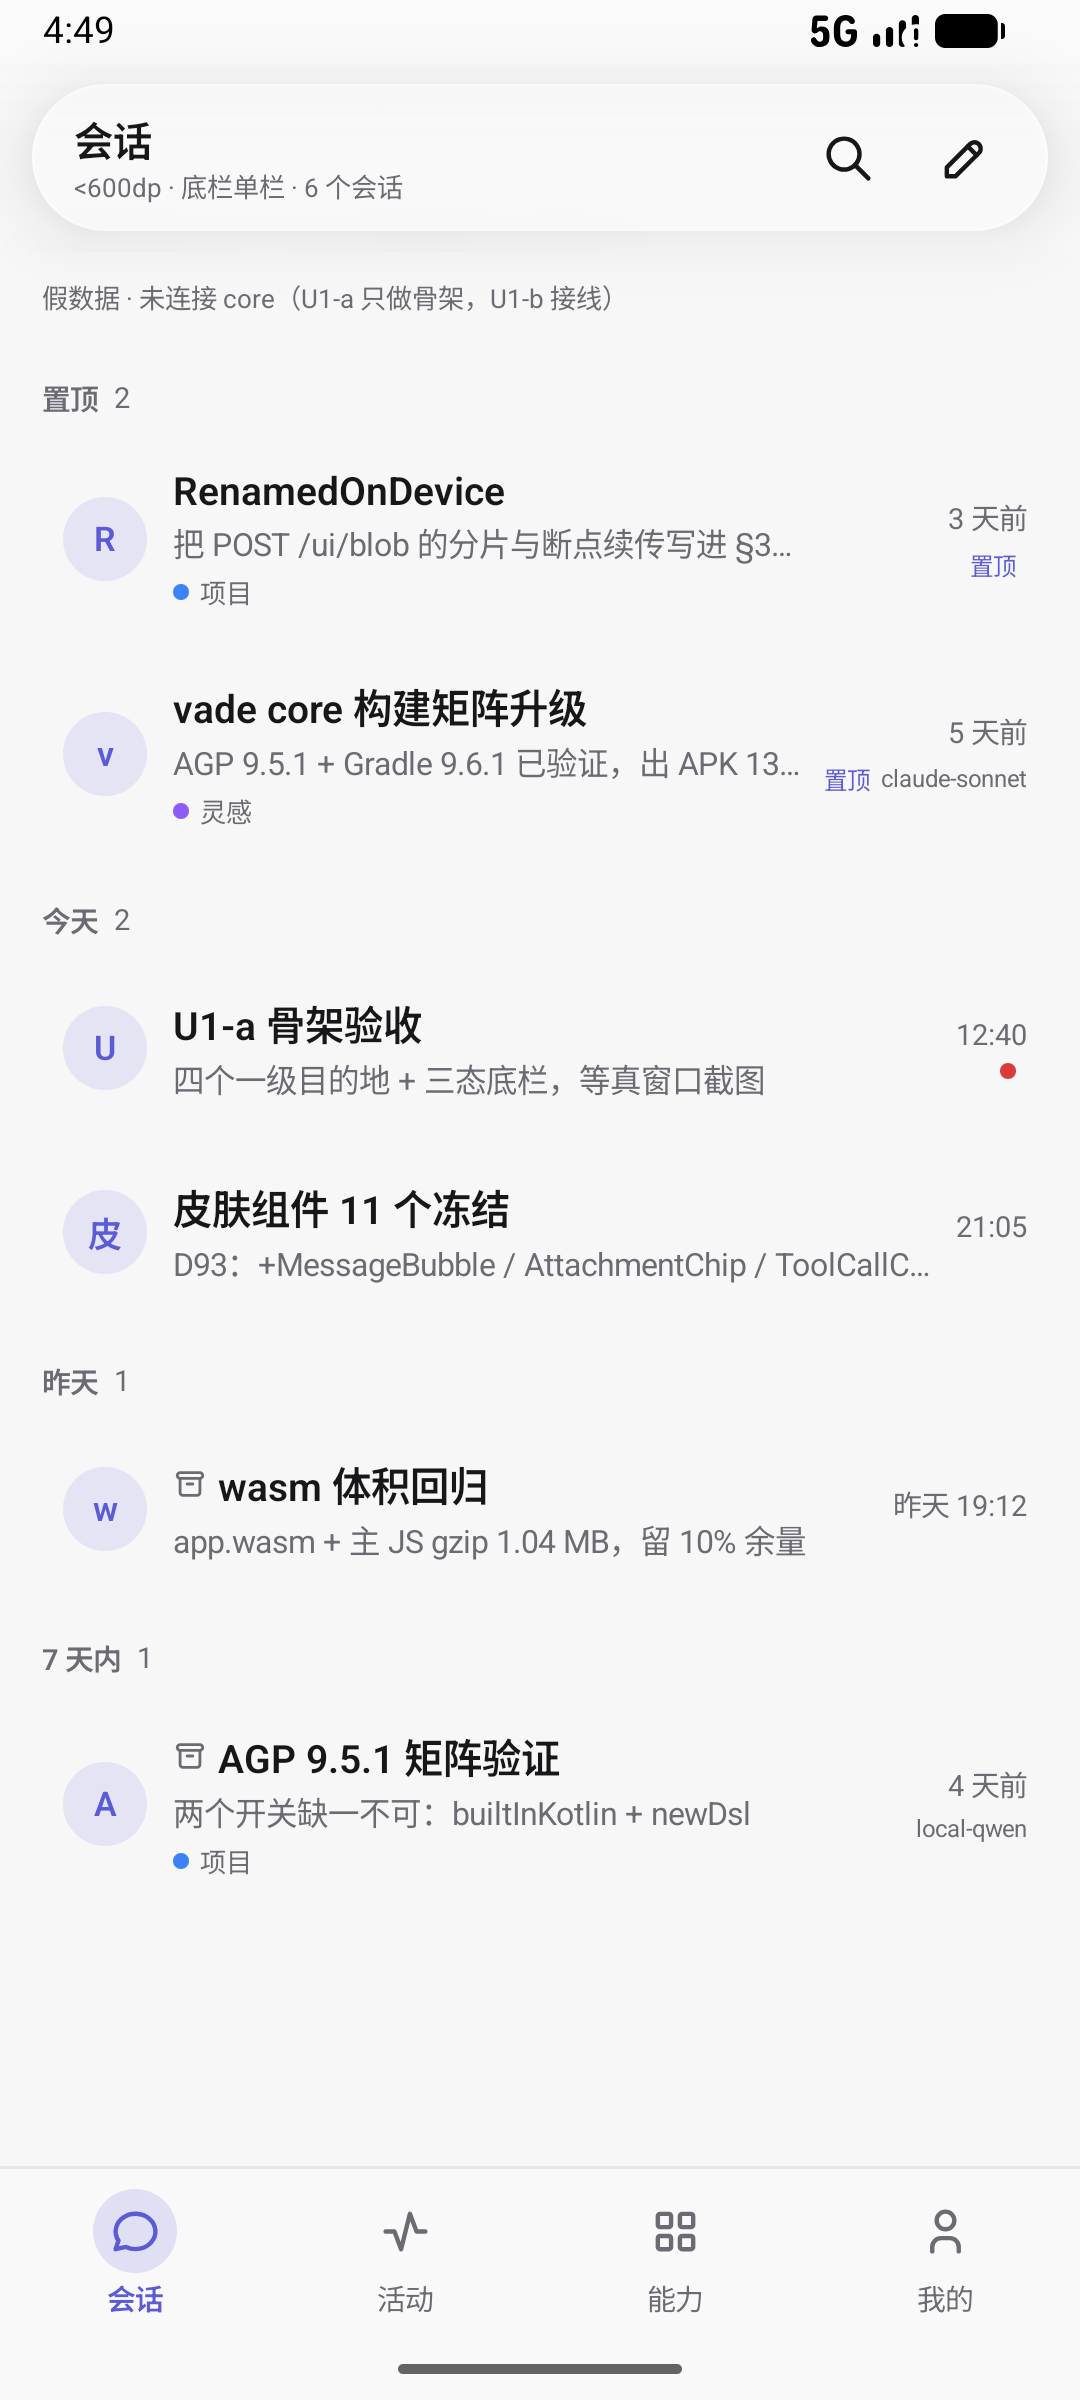 4:49
5G
会话
<600dp · 底栏单栏 · 6 个会话
假数据 · 未连接 core（U1-a 只做骨架，U1-b 接线）
置顶 2
R
RenamedOnDevice
把 POST /ui/blob 的分片与断点续传写进 §3…
项目
3 天前
置顶
v
vade core 构建矩阵升级
AGP 9.5.1 + Gradle 9.6.1 已验证，出 APK 13…
灵感
5 天前
置顶 claude-sonnet
今天 2
U
U1-a 骨架验收
四个一级目的地 + 三态底栏，等真窗口截图
12:40
皮
皮肤组件 11 个冻结
D93：+MessageBubble / AttachmentChip / ToolCallC…
21:05
昨天 1
w
wasm 体积回归
app.wasm + 主 JS gzip 1.04 MB，留 10% 余量
昨天 19:12
7 天内 1
A
AGP 9.5.1 矩阵验证
两个开关缺一不可：builtInKotlin + newDsl
项目
4 天前
local-qwen
会话
活动
能力
我的